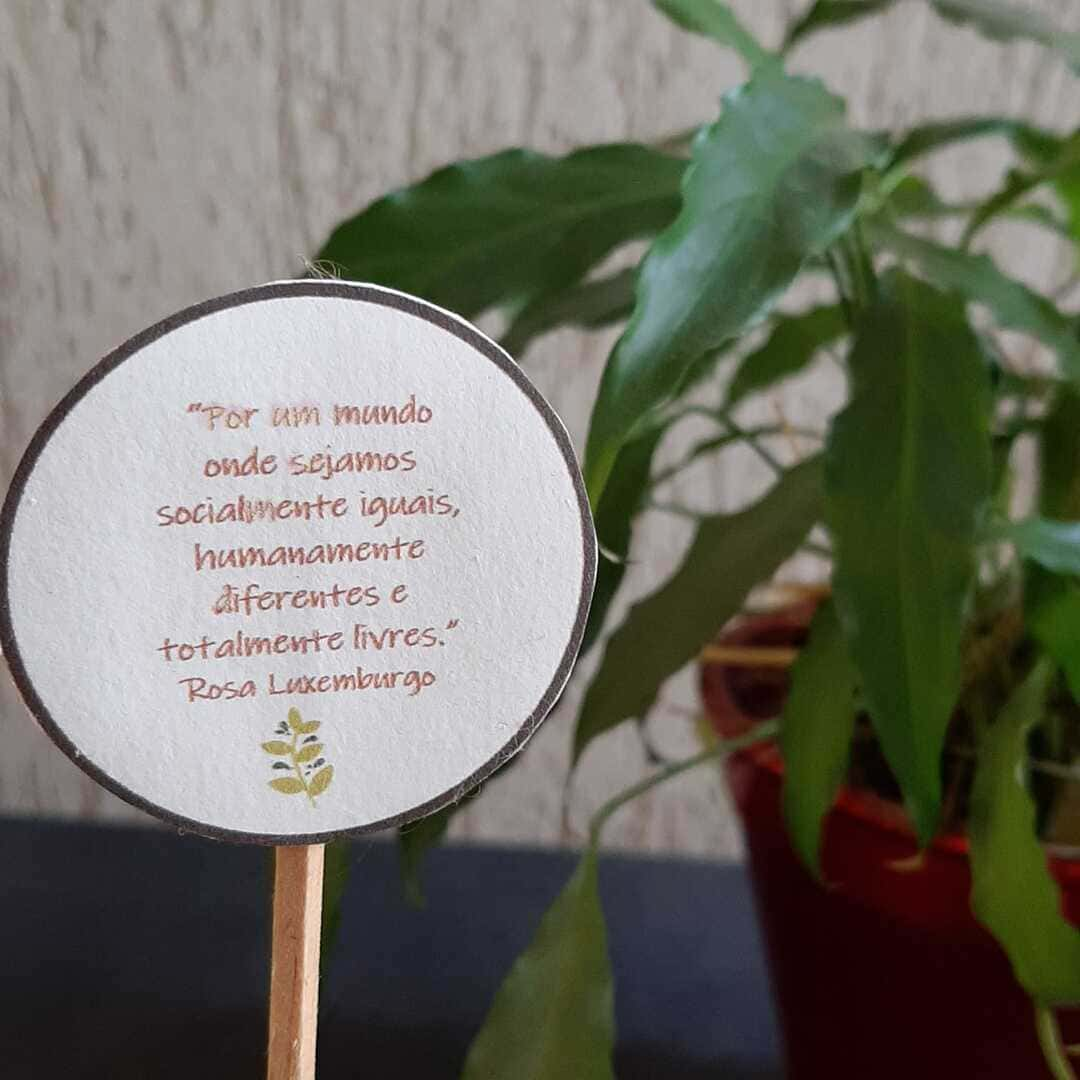 "Por um mundo
onde sejamos
socialmente iguais,
humanamente
diferentes e
totalmente livres."
Rosa Luxemburgo